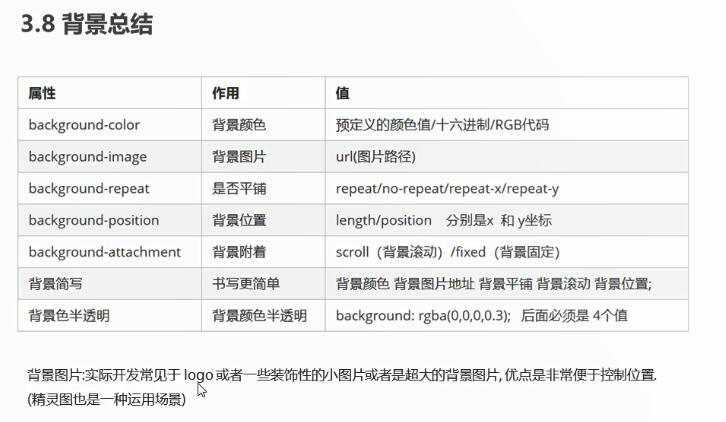 3.8 背景总结
属性 作用 值
background-color 背景颜色 预定义的颜色值/十六进制/RGB代码
background-image 背景图片 url(图片路径)
background-repeat 是否平铺 repeat/no-repeat/repeat-x/repeat-y
background-position 背景位置 length/position 分别是x 和 y坐标
background-attachment 背景附着 scroll（背景滚动）/fixed（背景固定）
背景简写 书写更简单 背景颜色 背景图片地址 背景平铺 背景滚动 背景位置;
背景色半透明 背景颜色半透明 background: rgba(0,0,0,0.3); 后面必须是 4个值
背景图片:实际开发常见于 logo 或者一些装饰性的小图片或者是超大的背景图片, 优点是非常便于控制位置.
(精灵图也是一种运用场景)